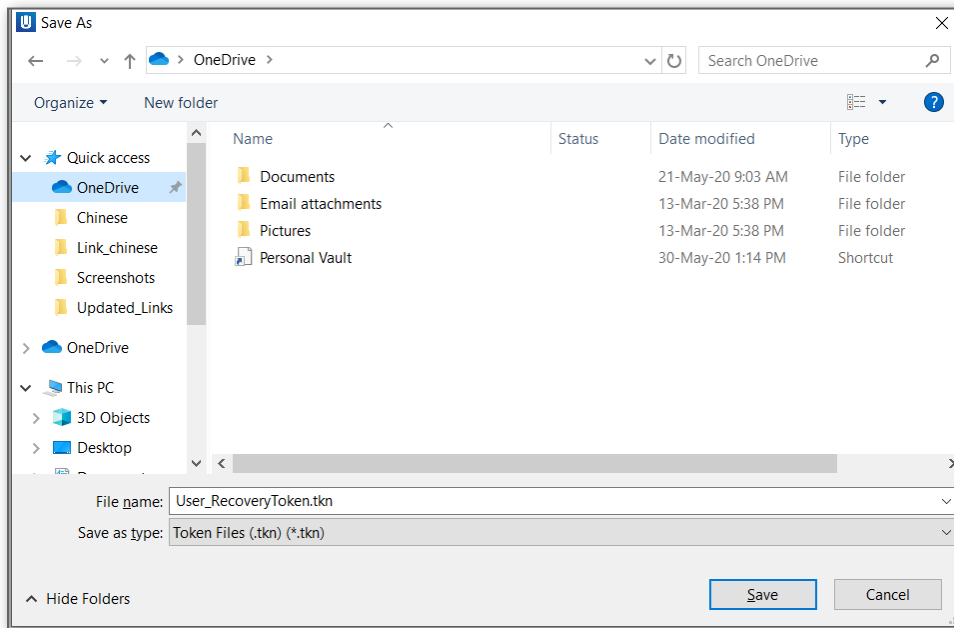 Save As
OneDrive
Search OneDrive
Organize New folder ?
Name Status Date modified Type
Quick access
OneDrive
Chinese
Link_chinese
Screenshots
Updated_Links
OneDrive
This PC
3D Objects
Desktop
Documents 21-May-20 9:03 AM File folder
Email attachments 13-Mar-20 5:38 PM File folder
Pictures 13-Mar-20 5:38 PM File folder
Personal Vault 30-May-20 1:14 PM Shortcut
File name: User_RecoveryToken.tkn
Save as type: Token Files (.tkn) (*.tkn)
Hide Folders Save Cancel